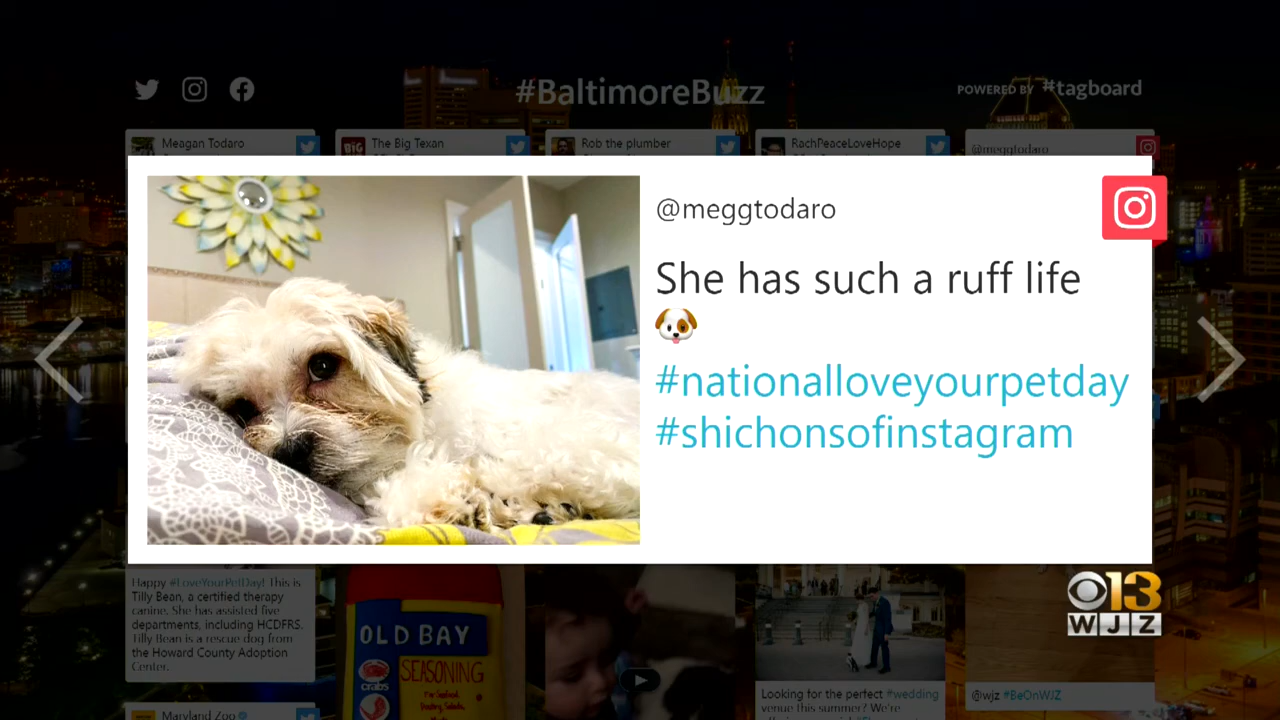 #BaltimoreBuzz
POWERED BY #tagboard
Meagan Todaro
The Big Texan
Rob the plumber
RachPeaceLoveHope
@meggtodaro
BIG
@meggtodaro
She has such a ruff life
🐶
#nationalloveyourpetday
#shichonsofinstagram
Happy #LoveYourPetDay! This is
Tilly Bean, a certified therapy
canine. She has assisted five
departments, including HCDFRS.
Tilly Bean is a rescue dog from
the Howard County Adoption
Center.
Maryland Zoo
OLD BAY
SEASONING
crabs
Looking for the perfect #wedding
venue this summer? We're
@wjz #BeOnWJZ
13
WJZ